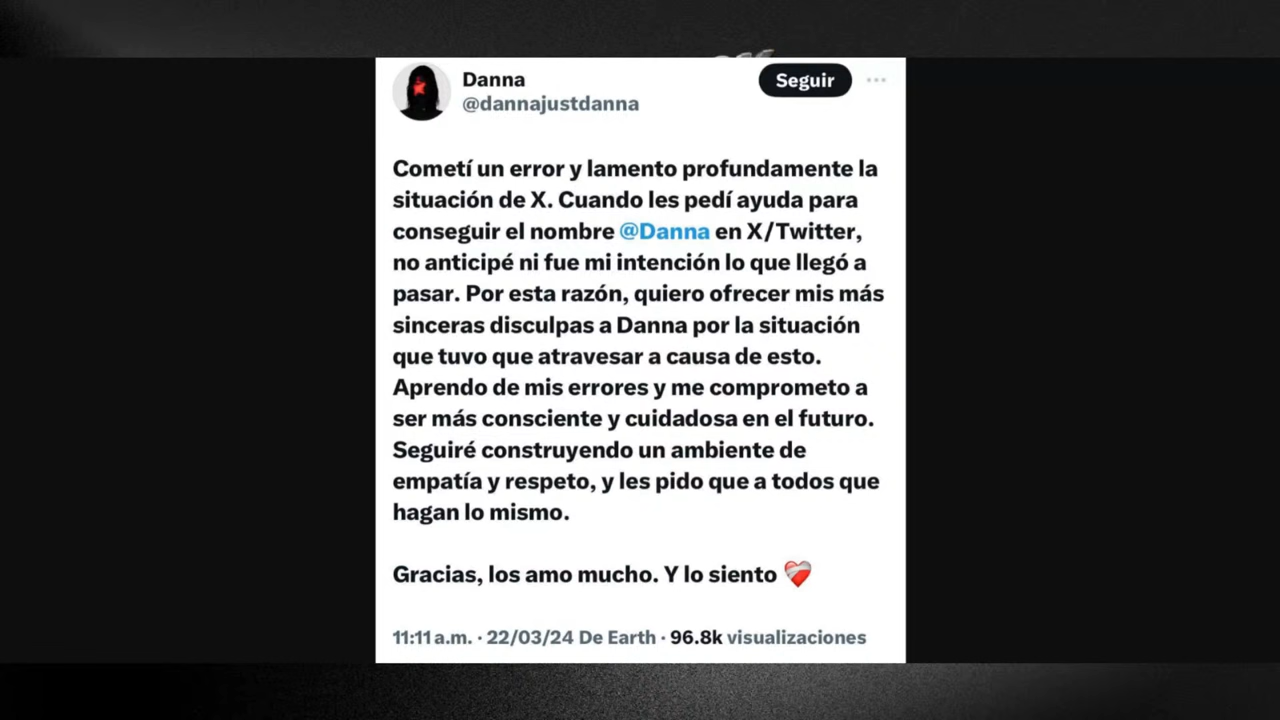 Danna
Seguir
@dannajustdanna
Cometí un error y lamento profundamente la
situación de X. Cuando les pedí ayuda para
conseguir el nombre @Danna en X/Twitter,
no anticipé ni fue mi intención lo que llegó a
pasar. Por esta razón, quiero ofrecer mis más
sinceras disculpas a Danna por la situación
que tuvo que atravesar a causa de esto.
Aprendo de mis errores y me comprometo a
ser más consciente y cuidadosa en el futuro.
Seguiré construyendo un ambiente de
empatía y respeto, y les pido que a todos que
hagan lo mismo.
Gracias, los amo mucho. Y lo siento ❤️‍🩹
11:11 a.m. · 22/03/24 De Earth · 96.8k visualizaciones